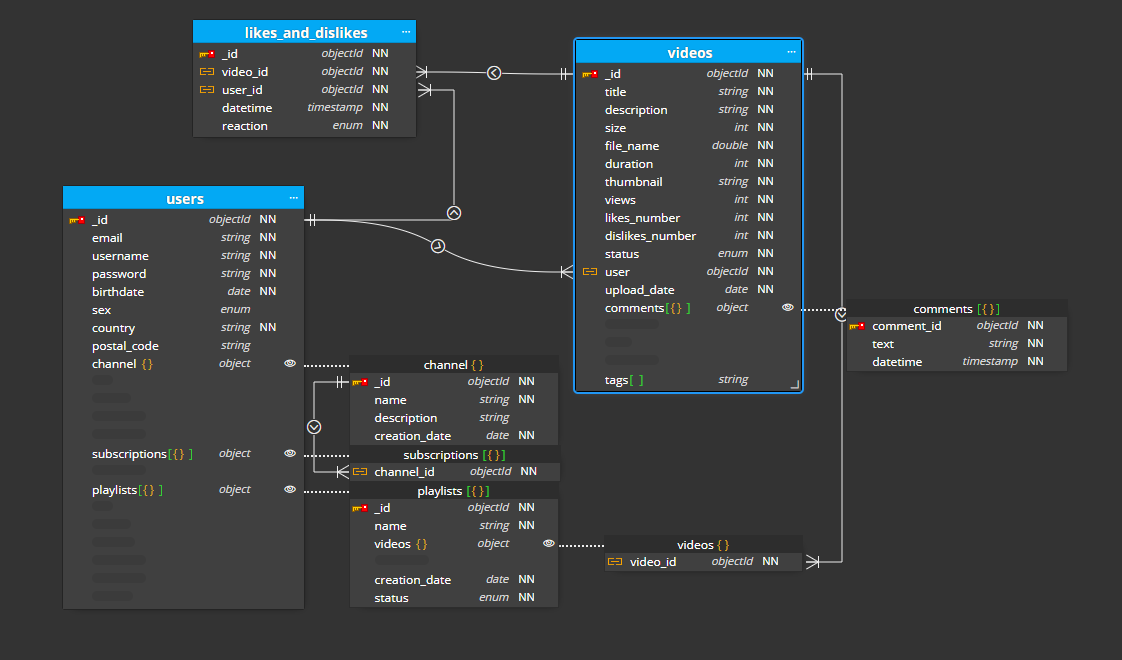 likes_and_dislikes ...
_id objectId NN
video_id objectId NN
user_id objectId NN
datetime timestamp NN
reaction enum NN
videos ...
_id objectId NN
title string NN
description string NN
size int NN
file_name double NN
duration int NN
thumbnail string NN
views int NN
likes_number int NN
dislikes_number int NN
status enum NN
user objectId NN
upload_date date NN
comments[{} ] object
tags[ ] string
users ...
_id objectId NN
email string NN
username string NN
password string NN
birthdate date NN
sex enum
country string NN
postal_code string
channel {} object
subscriptions[{} ] object
playlists[{} ] object
comments [{}]
comment_id objectId NN
text string NN
datetime timestamp NN
channel {}
_id objectId NN
name string NN
description string
creation_date date NN
subscriptions [{}]
channel_id objectId NN
playlists [{}]
_id objectId NN
name string NN
videos {} object
creation_date date NN
status enum NN
videos {}
video_id objectId NN